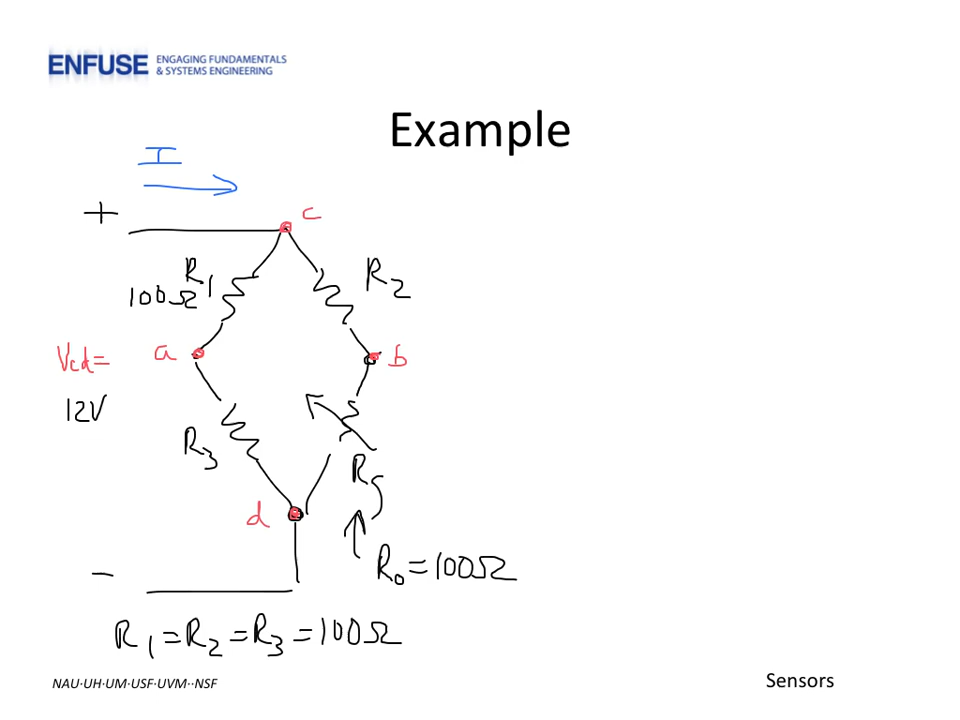 ENFUSE ENGAGING FUNDAMENTALS
& SYSTEMS ENGINEERING
Example
I
+
c
R1
100Ω
R2
Vcd=
12V
a
b
R3
Rs
d
R0=100Ω
-
R1=R2=R3=100Ω
NAU·UH·UM·USF·UVM··NSF
Sensors